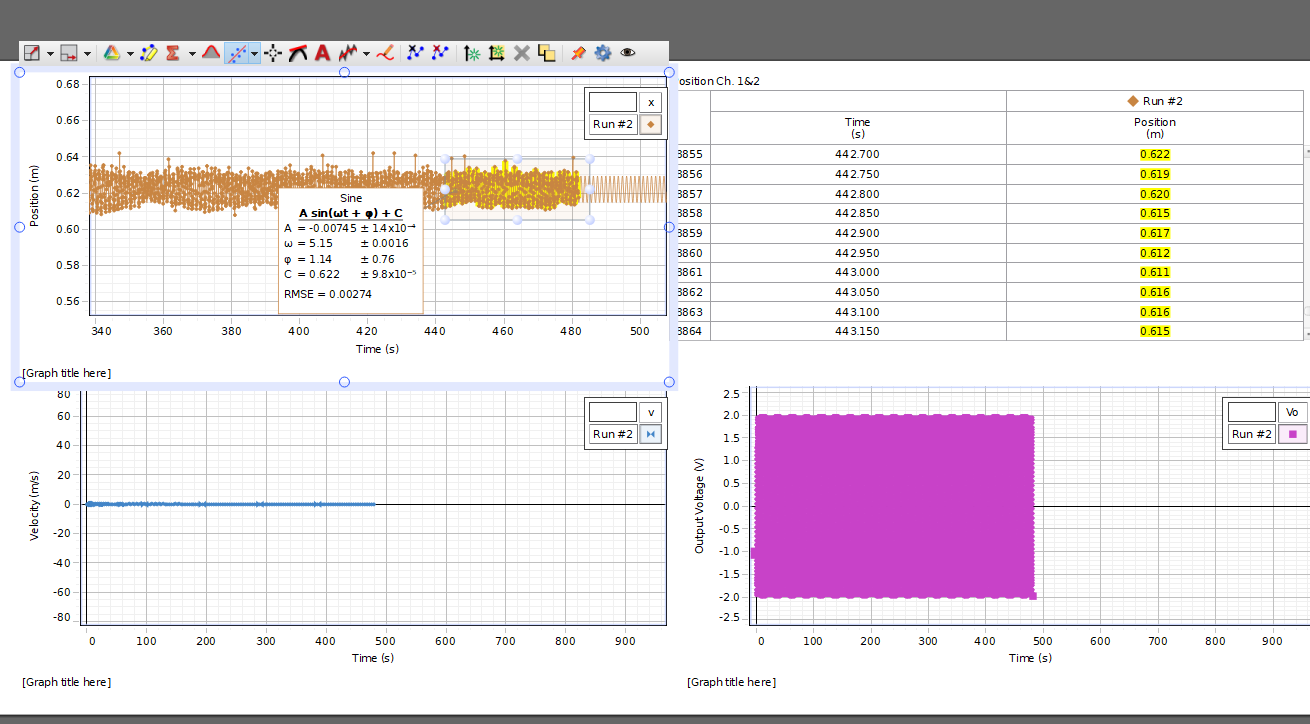 0.68
0.66
0.64
0.62
0.60
0.58
0.56
Position (m)
x
Run #2
Sine
A sin(ωt + φ) + C
A = -0.00745 ± 1.4x10⁻⁴
ω = 5.15 ± 0.0016
φ = 1.14 ± 0.76
C = 0.622 ± 9.8x10⁻⁵
RMSE = 0.00274
340 360 380 400 420 440 460 480 500
Time (s)
[Graph title here]
osition Ch. 1&2
Run #2
Time Position
(s) (m)
3855 442.700 0.622
3856 442.750 0.619
3857 442.800 0.620
3858 442.850 0.615
3859 442.900 0.617
3860 442.950 0.612
3861 443.000 0.611
3862 443.050 0.616
3863 443.100 0.616
3864 443.150 0.615
80
60
40
20
0
-20
-40
-60
-80
Velocity (m/s)
v
Run #2
0 100 200 300 400 500 600 700 800 900
Time (s)
[Graph title here]
2.5
2.0
1.5
1.0
0.5
0.0
-0.5
-1.0
-1.5
-2.0
-2.5
Output Voltage (V)
Vo
Run #2
0 100 200 300 400 500 600 700 800 900
Time (s)
[Graph title here]